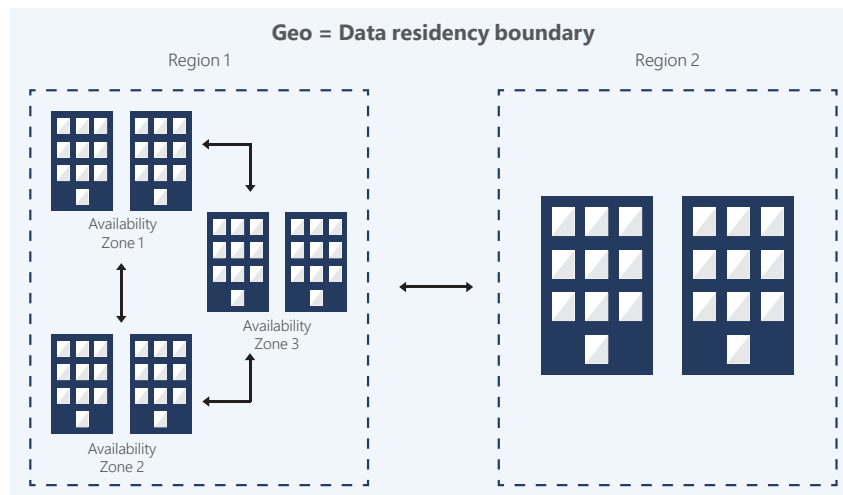 Geo = Data residency boundary
Region 1
Region 2
Availability
Zone 1
Availability
Zone 3
Availability
Zone 2